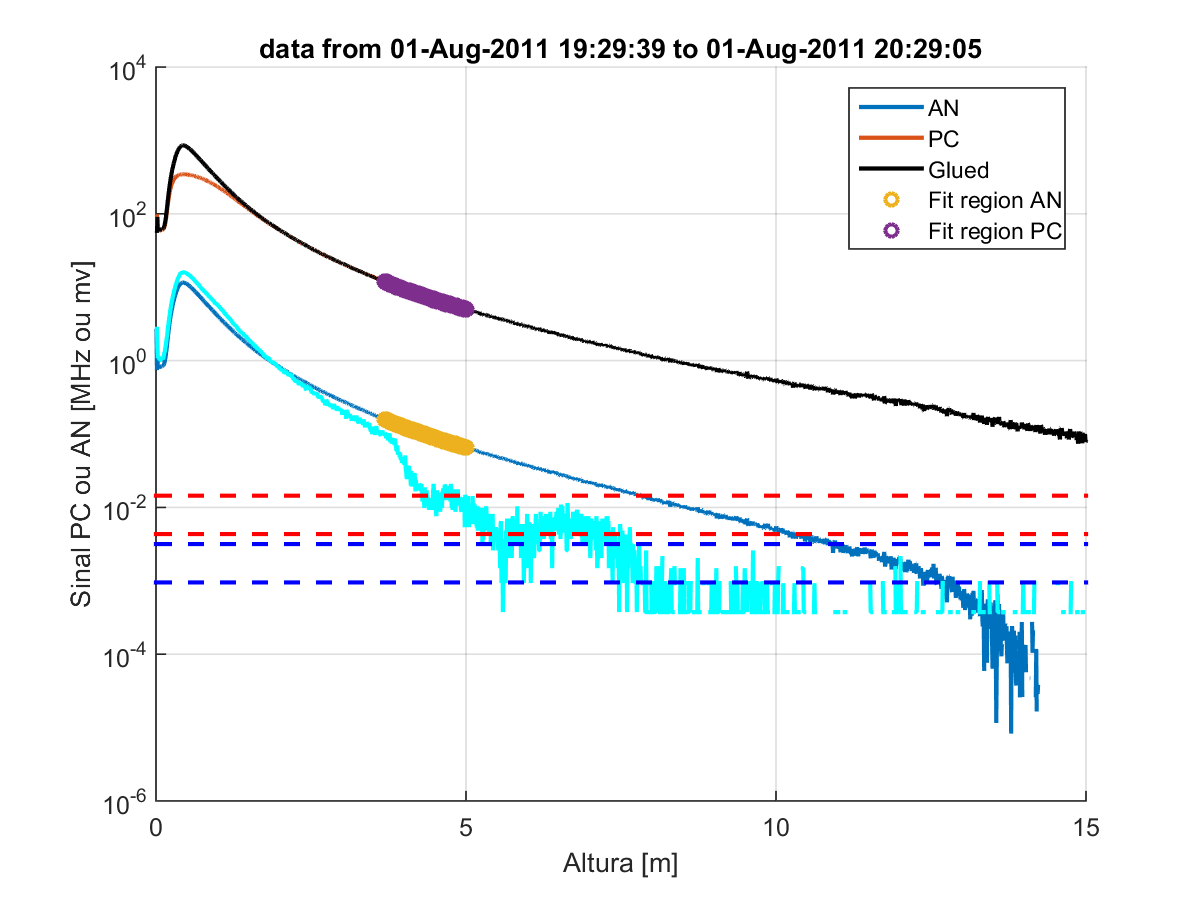 data from 01-Aug-2011 19:29:39 to 01-Aug-2011 20:29:05
10^4
10^2
10^0
10^-2
10^-4
10^-6
Sinal PC ou AN [MHz ou mv]
AN
PC
Glued
Fit region AN
Fit region PC
0 5 10 15
Altura [m]